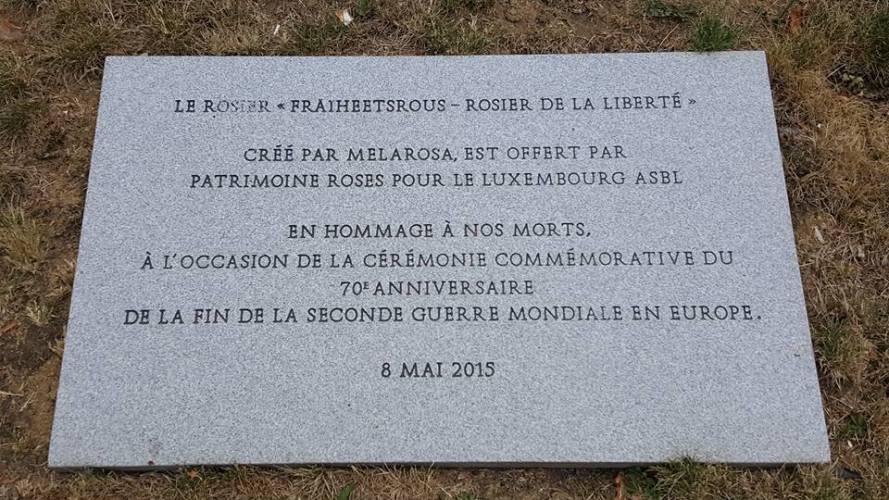 LE ROSIER « FRÄIHEETSROUS – ROSIER DE LA LIBERTÉ »
CRÉÉ PAR MELAROSA, EST OFFERT PAR
PATRIMOINE ROSES POUR LE LUXEMBOURG ASBL
EN HOMMAGE À NOS MORTS,
À L'OCCASION DE LA CÉRÉMONIE COMMÉMORATIVE DU
70E ANNIVERSAIRE
DE LA FIN DE LA SECONDE GUERRE MONDIALE EN EUROPE.
8 MAI 2015